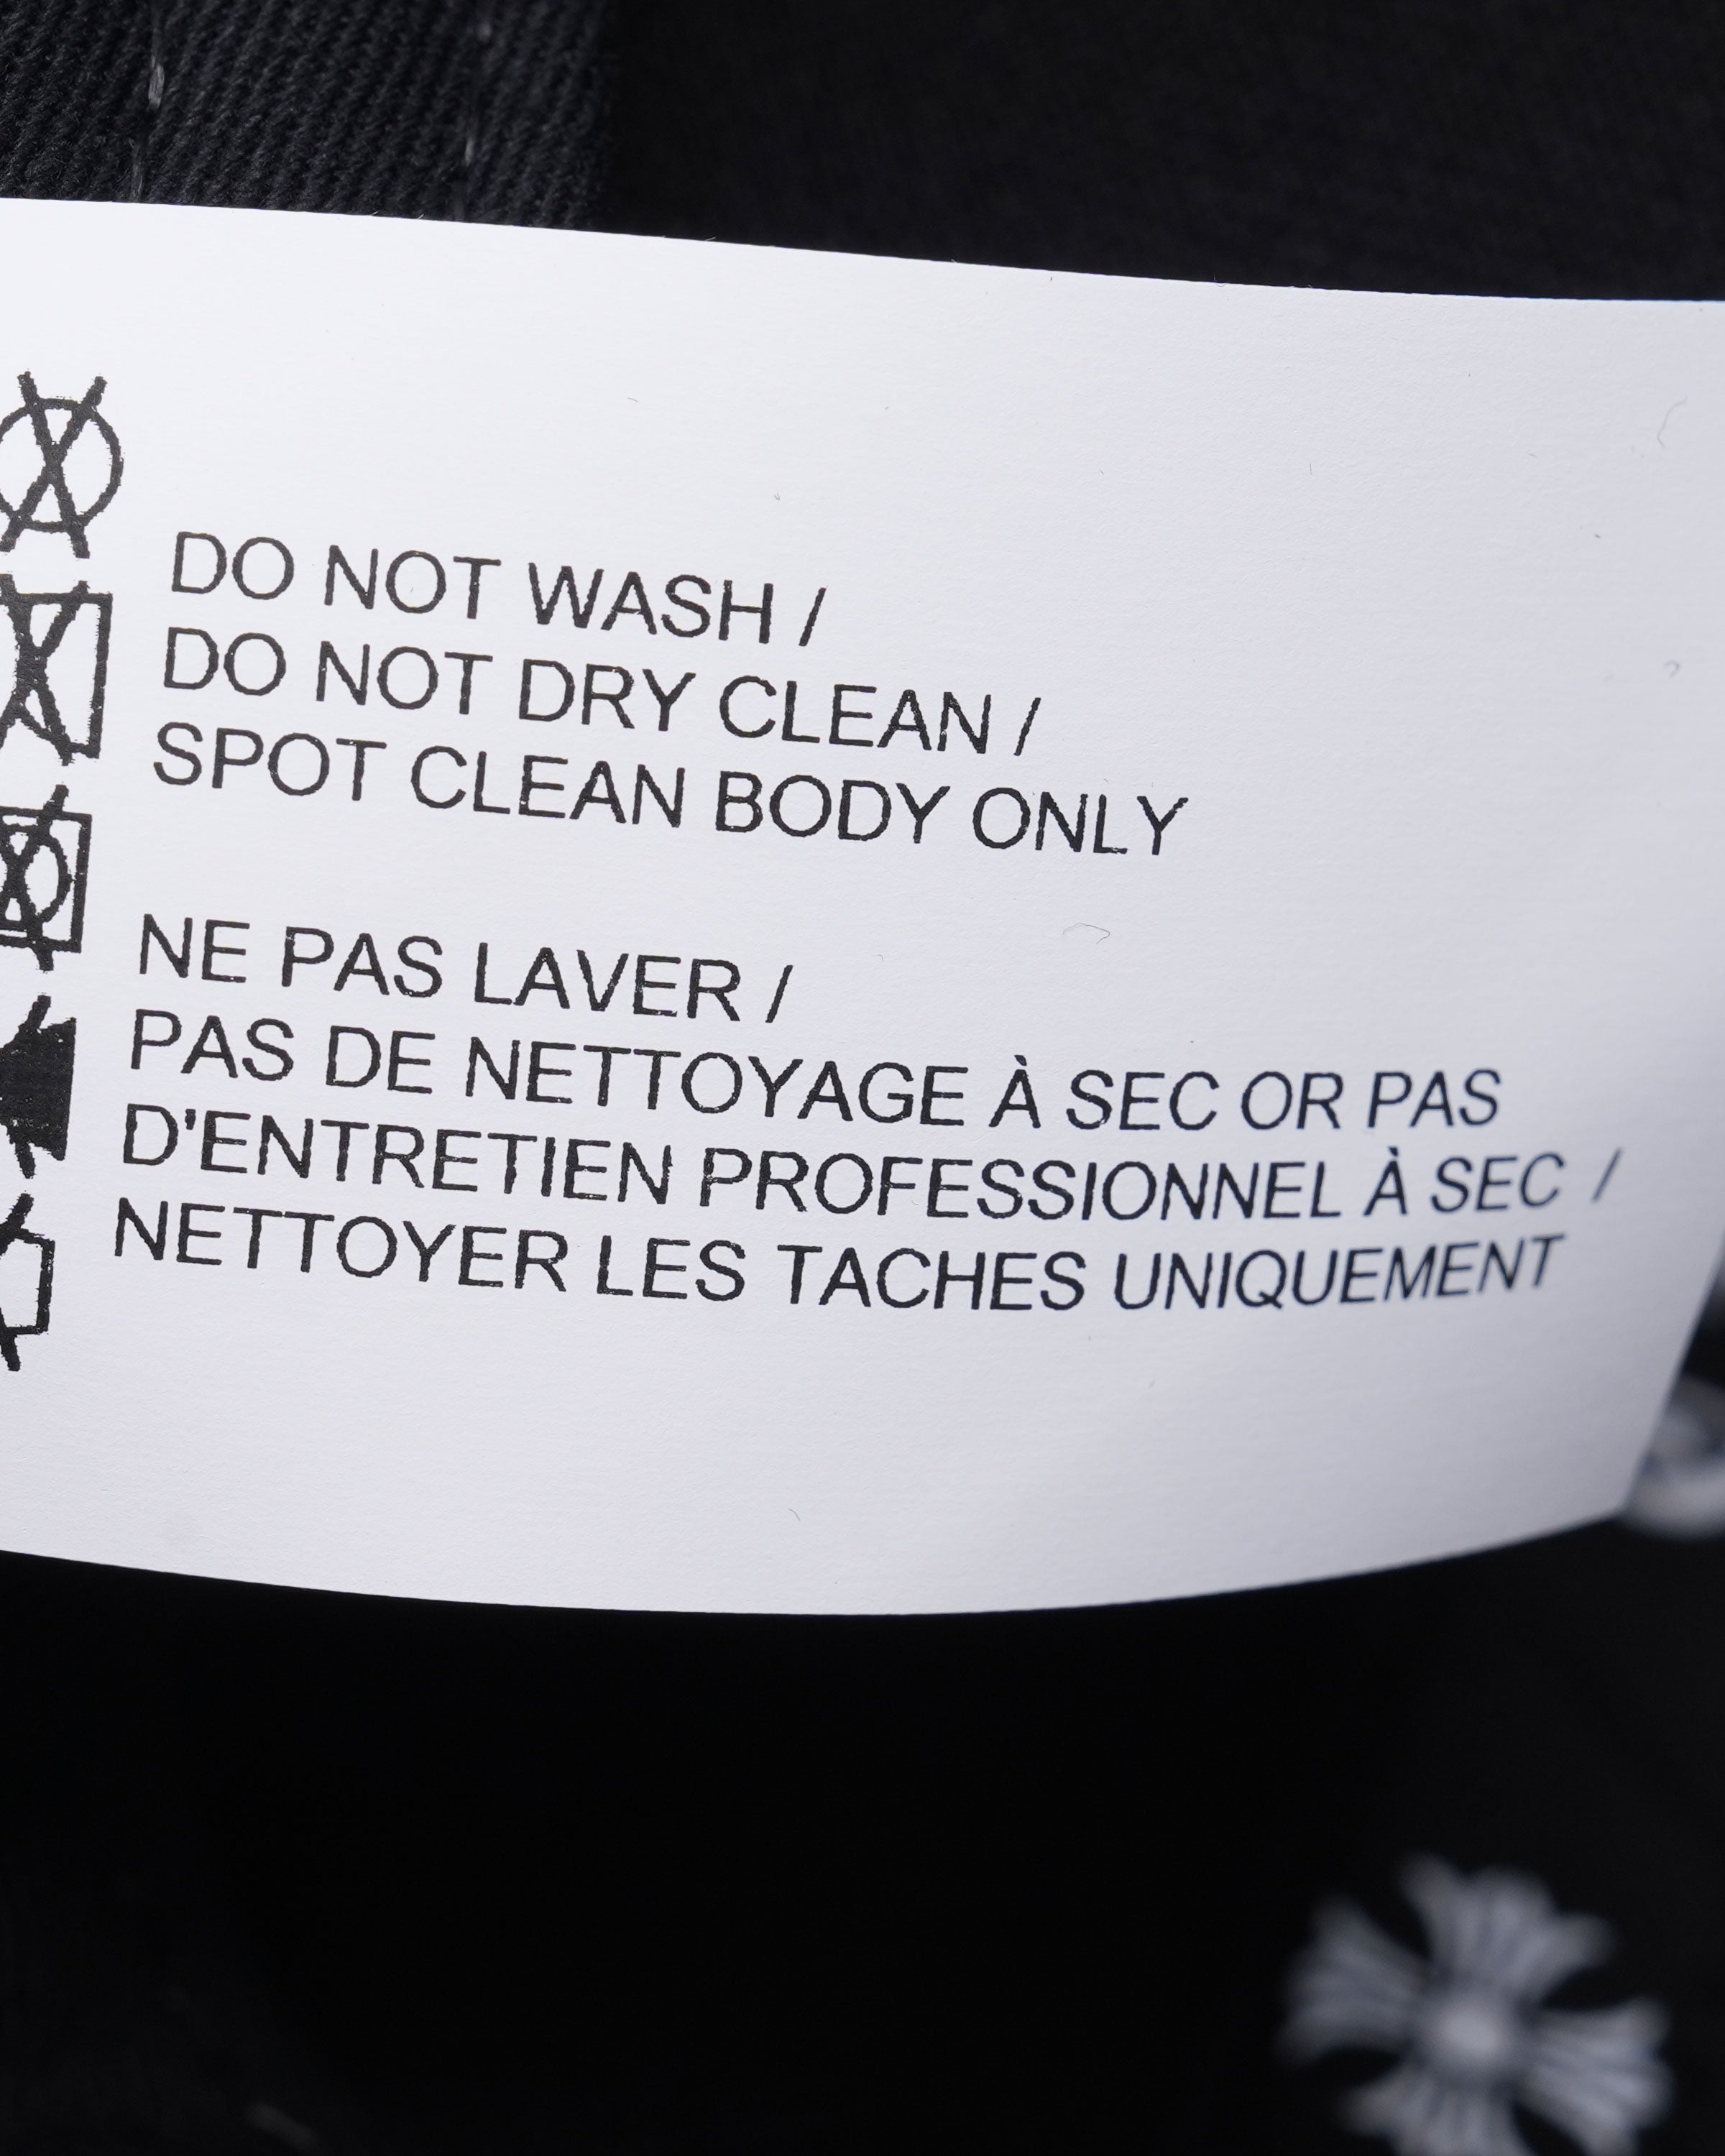 DO NOT WASH /
DO NOT DRY CLEAN /
SPOT CLEAN BODY ONLY
NE PAS LAVER /
PAS DE NETTOYAGE À SEC OR PAS
D'ENTRETIEN PROFESSIONNEL À SEC /
NETTOYER LES TACHES UNIQUEMENT